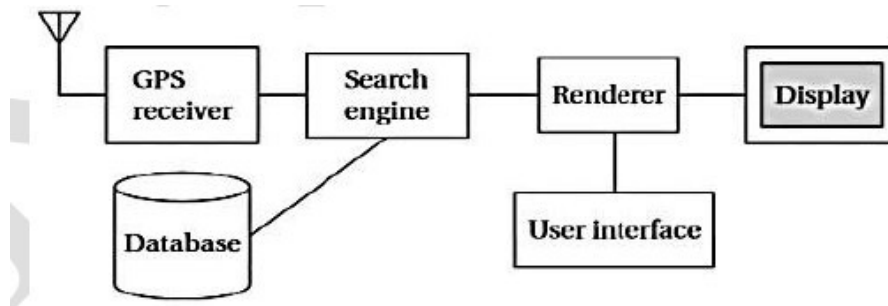 GPS
receiver
Search
engine
Renderer
Display
Database
User interface